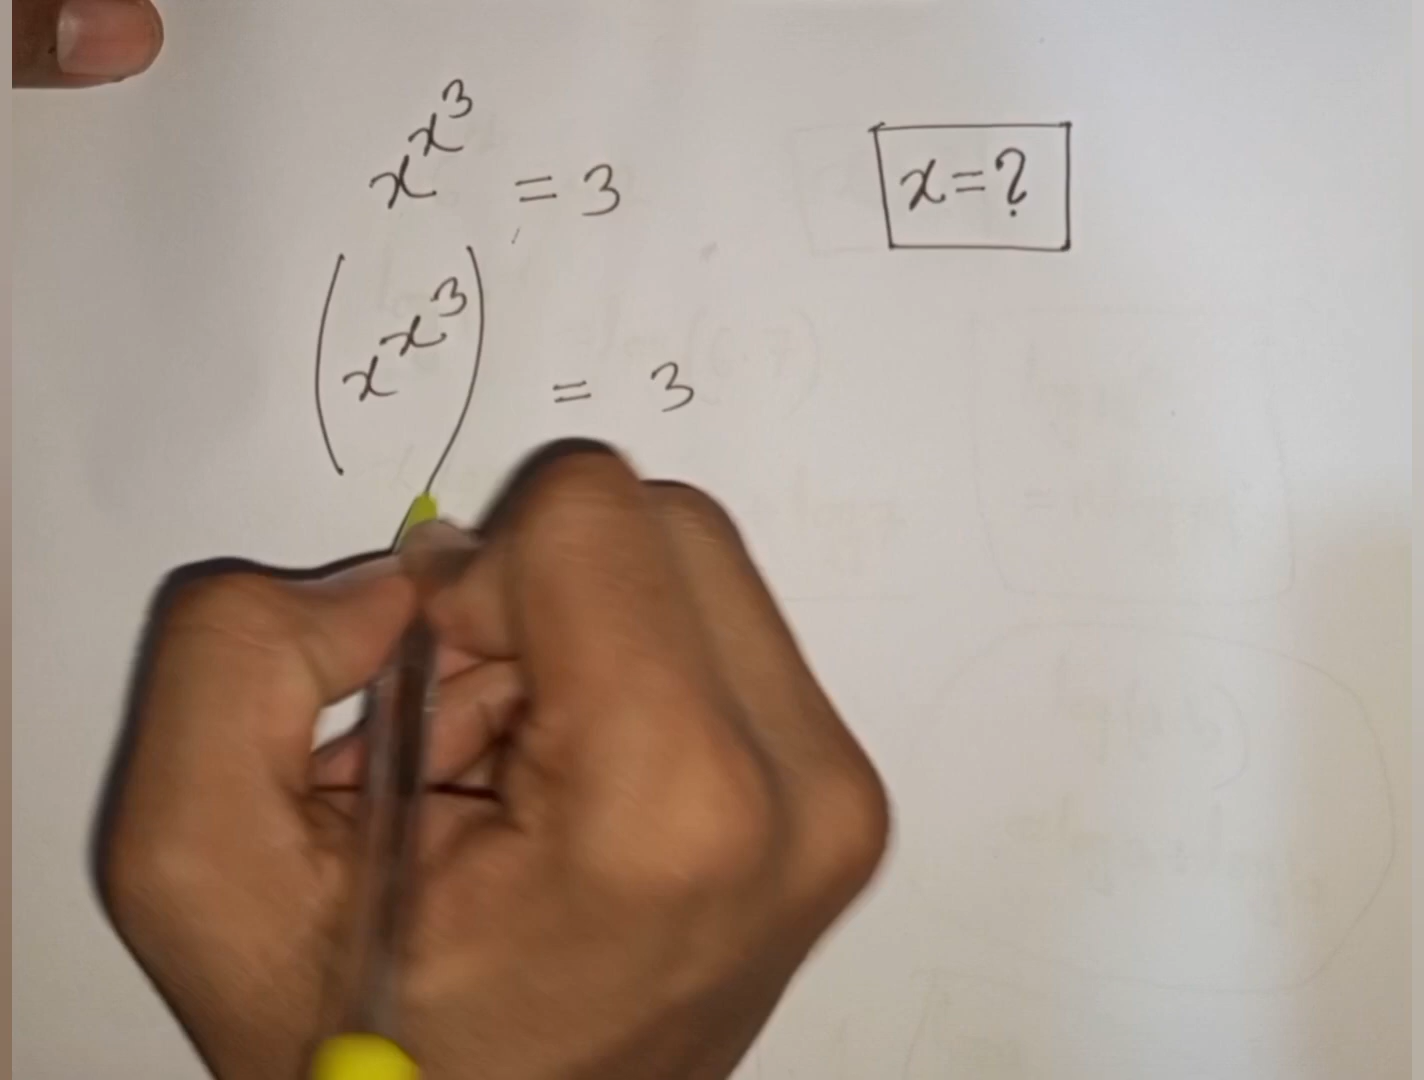 x^{x^3} = 3
x = ?
(x^{x^3}) = 3